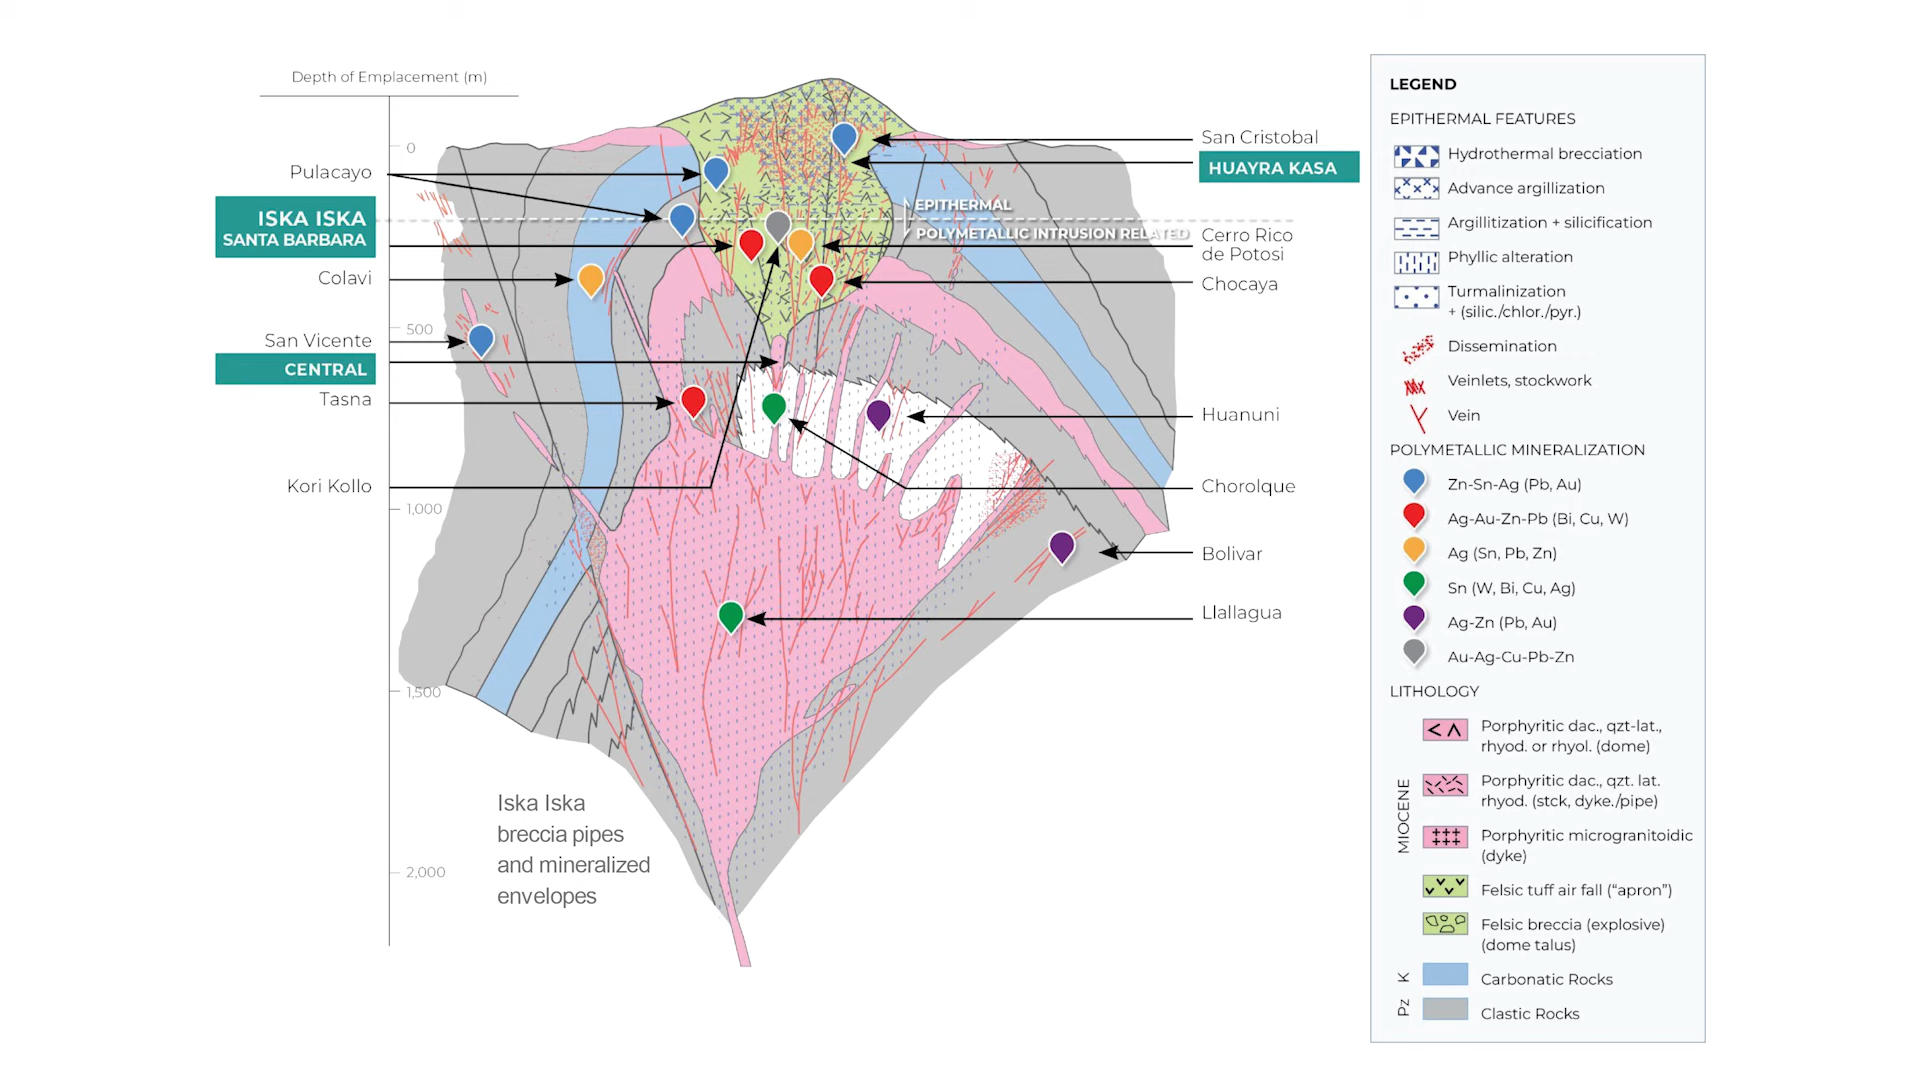 Depth of Emplacement (m)
0
500
1,000
1,500
2,000
Pulacayo
ISKA ISKA
SANTA BARBARA
Colavi
San Vicente
CENTRAL
Tasna
Kori Kollo
San Cristobal
HUAYRA KASA
EPITHERMAL
POLYMETALLIC INTRUSION RELATED
Cerro Rico
de Potosi
Chocaya
Huanuni
Chorolque
Bolivar
Llallagua
Iska Iska
breccia pipes
and mineralized
envelopes
LEGEND
EPITHERMAL FEATURES
Hydrothermal brecciation
Advance argillization
Argillitization + silicification
Phyllic alteration
Turmalinization
+ (silic./chlor./pyr.)
Dissemination
Veinlets, stockwork
Vein
POLYMETALLIC MINERALIZATION
Zn-Sn-Ag (Pb, Au)
Ag-Au-Zn-Pb (Bi, Cu, W)
Ag (Sn, Pb, Zn)
Sn (W, Bi, Cu, Ag)
Ag-Zn (Pb, Au)
Au-Ag-Cu-Pb-Zn
LITHOLOGY
MIOCENE
Porphyritic dac., qzt-lat.,
rhyod. or rhyol. (dome)
Porphyritic dac., qzt. lat.
rhyod. (stck, dyke./pipe)
Porphyritic microgranitoidic
(dyke)
Felsic tuff air fall (“apron”)
Felsic breccia (explosive)
(dome talus)
K
Carbonatic Rocks
Pz
Clastic Rocks